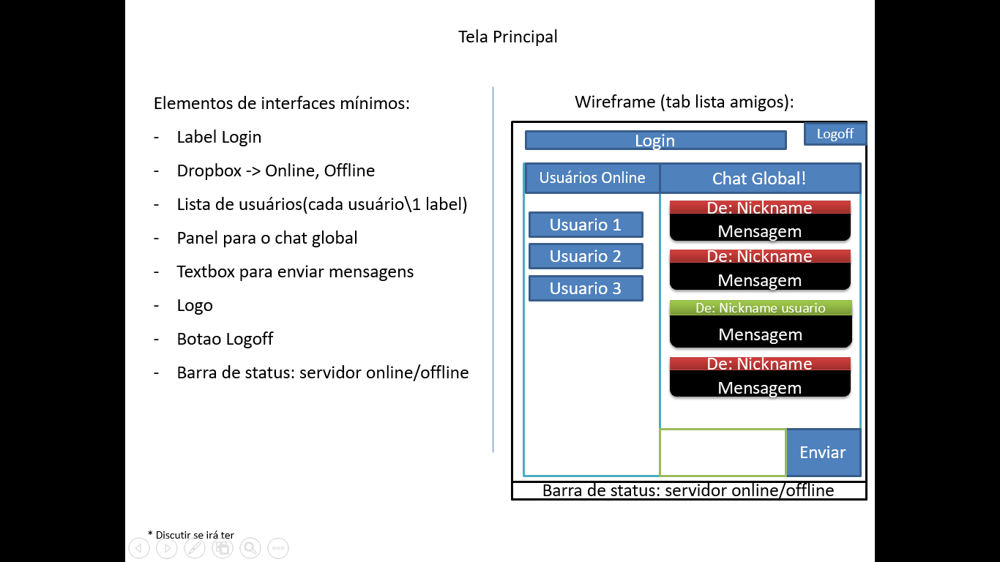 Tela Principal
Elementos de interfaces mínimos:
- Label Login
- Dropbox -> Online, Offline
- Lista de usuários(cada usuário\1 label)
- Panel para o chat global
- Textbox para enviar mensagens
- Logo
- Botao Logoff
- Barra de status: servidor online/offline
* Discutir se irá ter
Wireframe (tab lista amigos):
Login
Logoff
Usuários Online
Chat Global!
Usuario 1
Usuario 2
Usuario 3
De: Nickname
Mensagem
De: Nickname
Mensagem
De: Nickname usuario
Mensagem
De: Nickname
Mensagem
Enviar
Barra de status: servidor online/offline